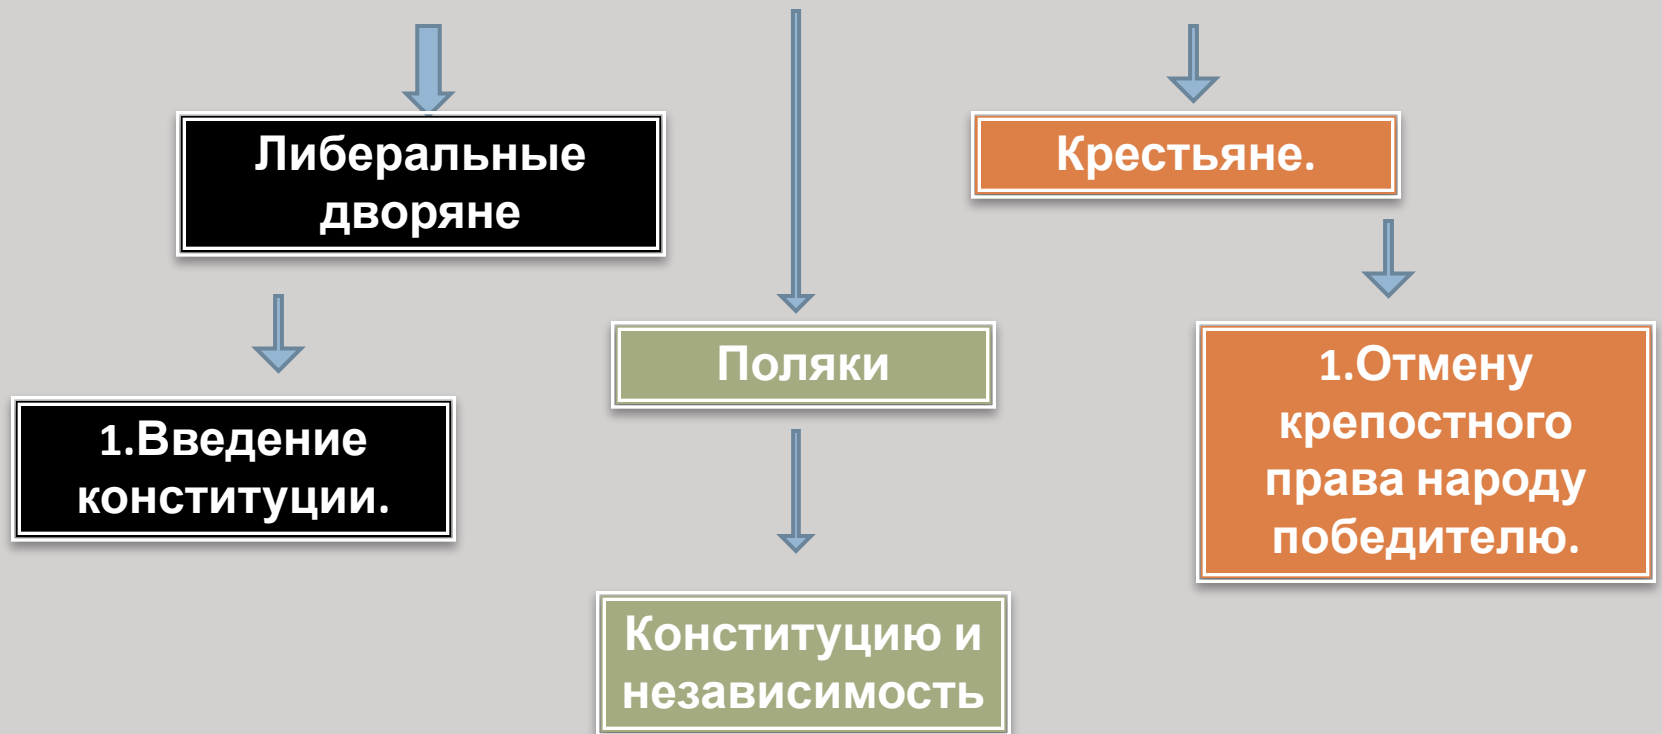 Либеральные
дворяне
Крестьяне.
Поляки
1.Введение
конституции.
1.Отмену
крепостного
права народу
победителю.
Конституцию и
независимость